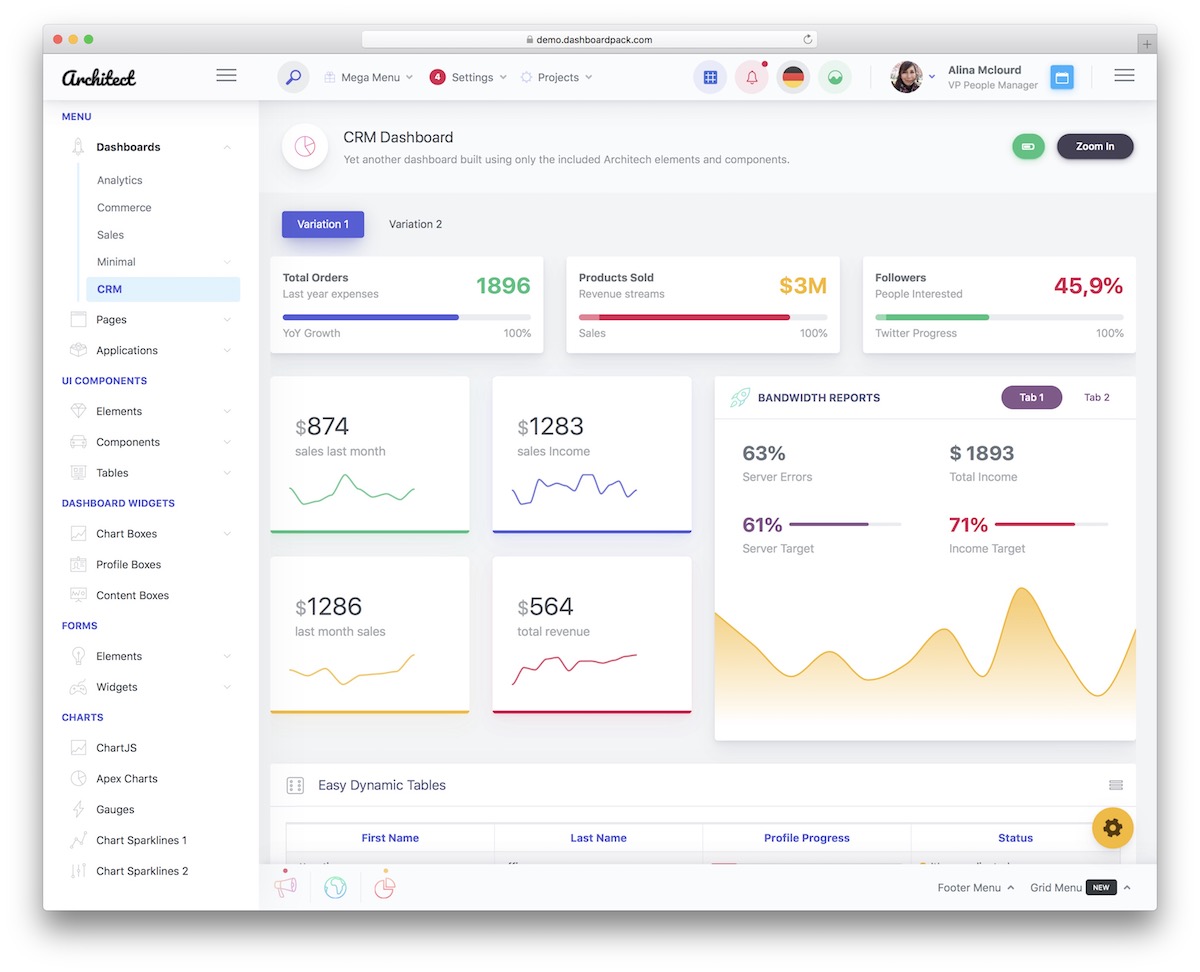 demo.dashboardpack.com
Architect
Mega Menu
4
Settings
Projects
Alina Mclourd
VP People Manager
MENU
Dashboards
Analytics
Commerce
Sales
Minimal
CRM
Pages
Applications
UI COMPONENTS
Elements
Components
Tables
DASHBOARD WIDGETS
Chart Boxes
Profile Boxes
Content Boxes
FORMS
Elements
Widgets
CHARTS
ChartJS
Apex Charts
Gauges
Chart Sparklines 1
Chart Sparklines 2
CRM Dashboard
Yet another dashboard built using only the included Architech elements and components.
Zoom In
Variation 1
Variation 2
Total Orders
Last year expenses
1896
YoY Growth
100%
Products Sold
Revenue streams
$3M
Sales
100%
Followers
People Interested
45,9%
Twitter Progress
100%
$874
sales last month
$1283
sales Income
$1286
last month sales
$564
total revenue
BANDWIDTH REPORTS
Tab 1
Tab 2
63%
Server Errors
$ 1893
Total Income
61%
Server Target
71%
Income Target
Easy Dynamic Tables
First Name
Last Name
Profile Progress
Status
Footer Menu
Grid Menu
NEW